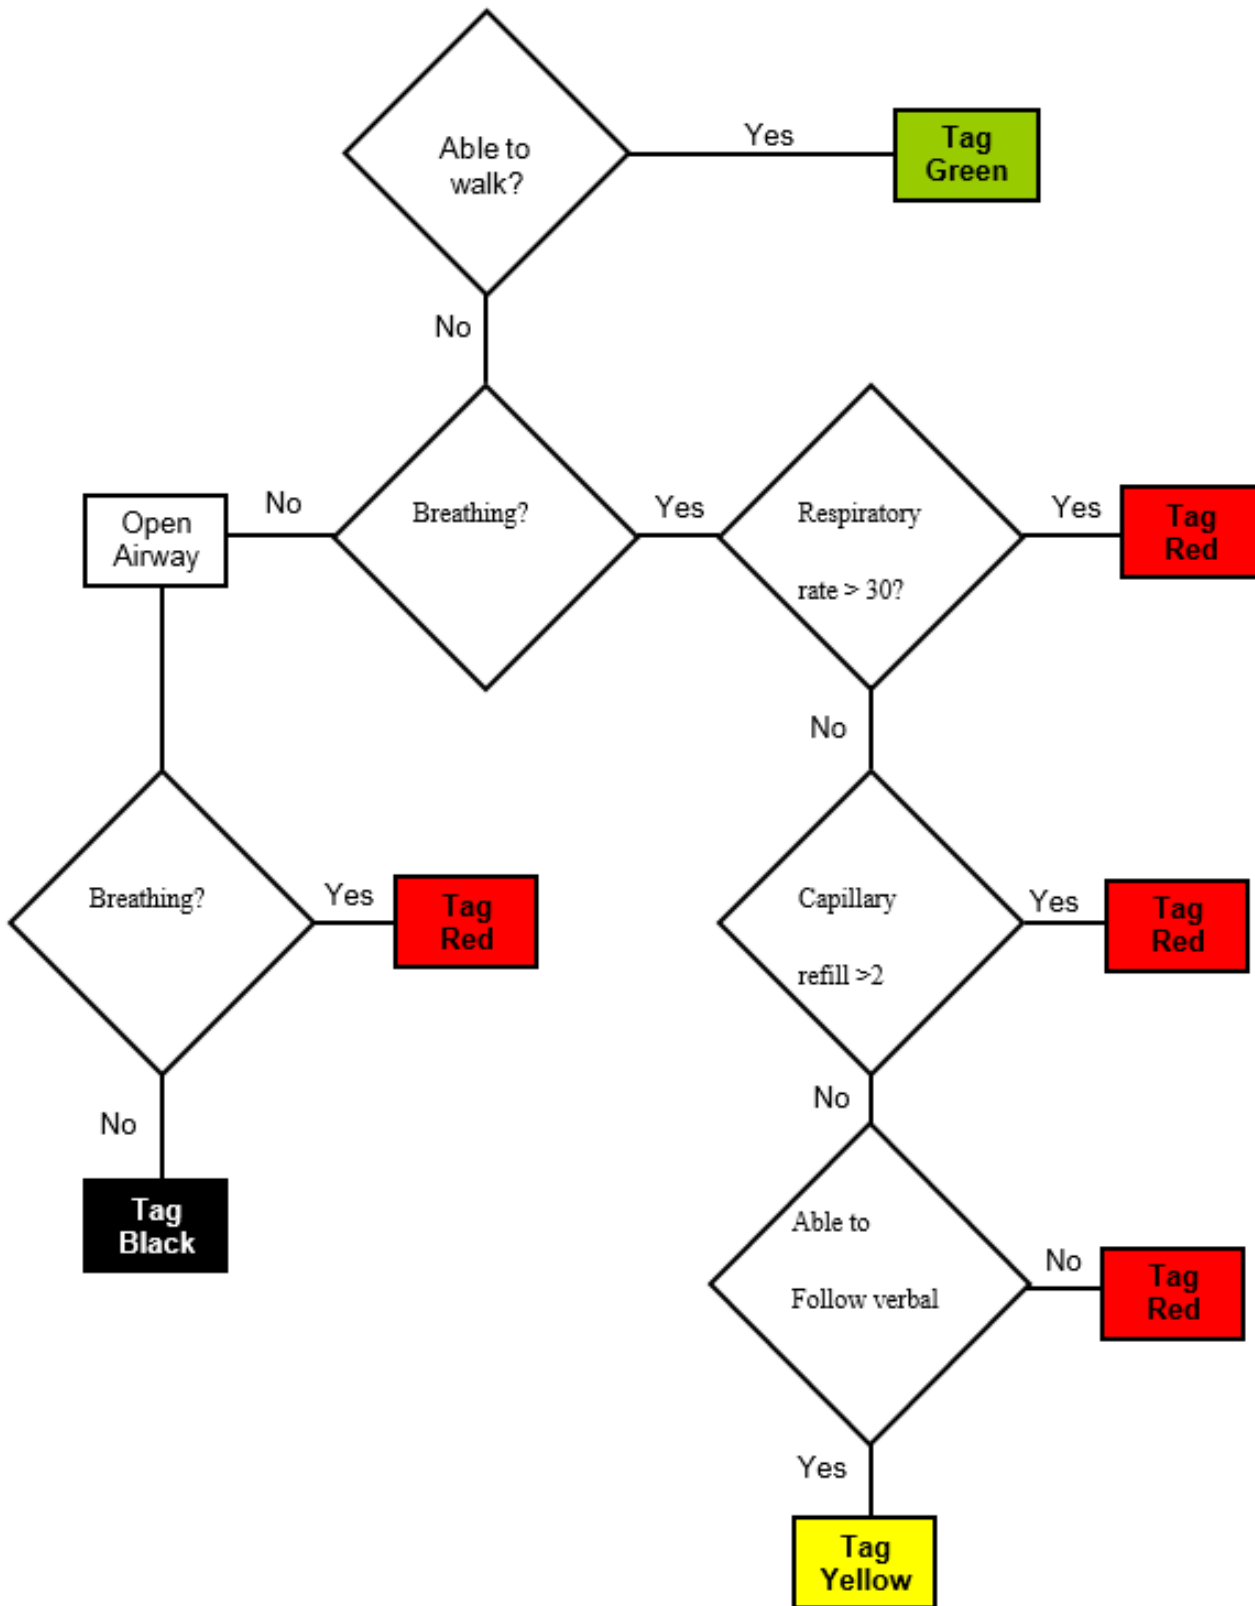 Able to
walk?
Yes
Tag
Green
No
Breathing?
No
Open
Airway
Yes
Respiratory
rate > 30?
Yes
Tag
Red
No
Breathing?
Yes
Tag
Red
No
Tag
Black
Capillary
refill >2
Yes
Tag
Red
No
Able to
Follow verbal
No
Tag
Red
Yes
Tag
Yellow